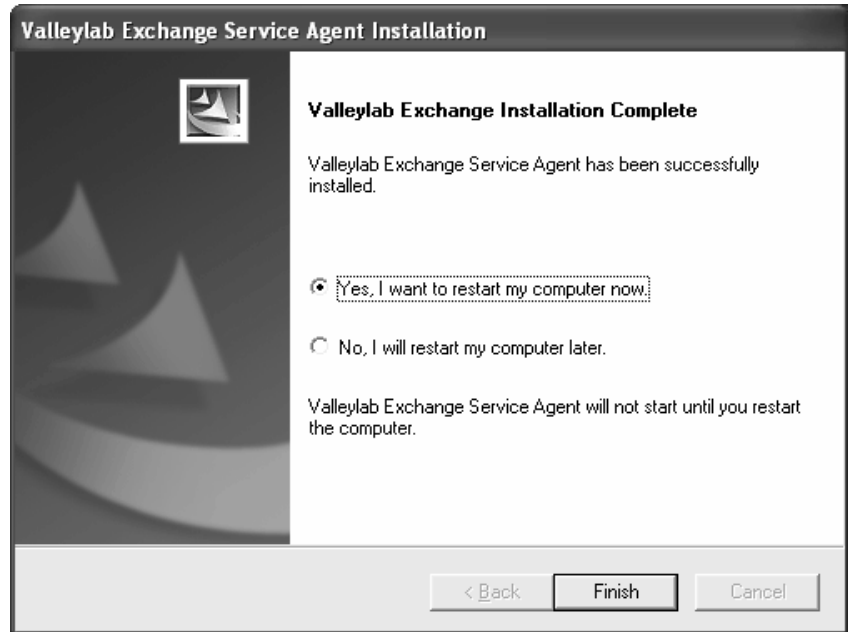 Valleylab Exchange Service Agent Installation
Valleylab Exchange Installation Complete
Valleylab Exchange Service Agent has been successfully
installed.
Yes, I want to restart my computer now.
No, I will restart my computer later.
Valleylab Exchange Service Agent will not start until you restart
the computer.
< Back
Finish
Cancel